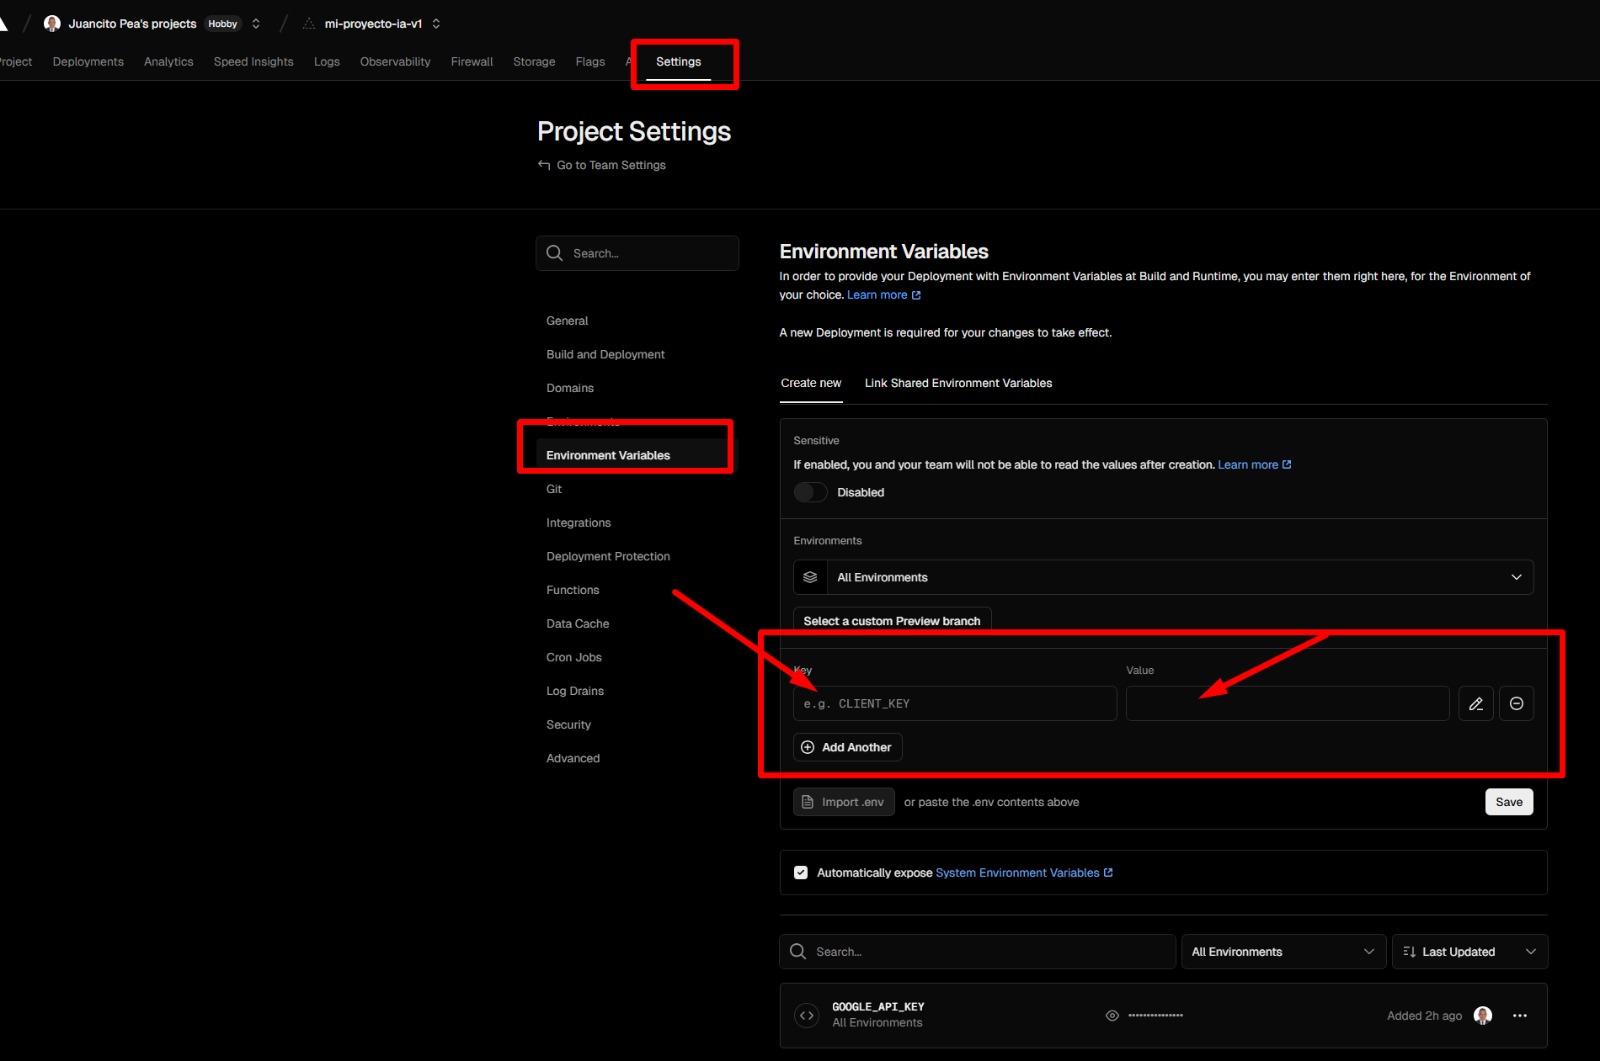 Juancito Pea's projects Hobby mi-proyecto-ia-v1
roject Deployments Analytics Speed Insights Logs Observability Firewall Storage Flags A Settings
Project Settings
Go to Team Settings
Search...
General
Build and Deployment
Domains
Environments
Environment Variables
Git
Integrations
Deployment Protection
Functions
Data Cache
Cron Jobs
Log Drains
Security
Advanced
Environment Variables
In order to provide your Deployment with Environment Variables at Build and Runtime, you may enter them right here, for the Environment of
your choice. Learn more
A new Deployment is required for your changes to take effect.
Create new Link Shared Environment Variables
Sensitive
If enabled, you and your team will not be able to read the values after creation. Learn more
Disabled
Environments
All Environments
Select a custom Preview branch
Key Value
e.g. CLIENT_KEY
Add Another
Import .env or paste the .env contents above Save
Automatically expose System Environment Variables
Search... All Environments Last Updated
GOOGLE_API_KEY
All Environments ••••••••••••••• Added 2h ago